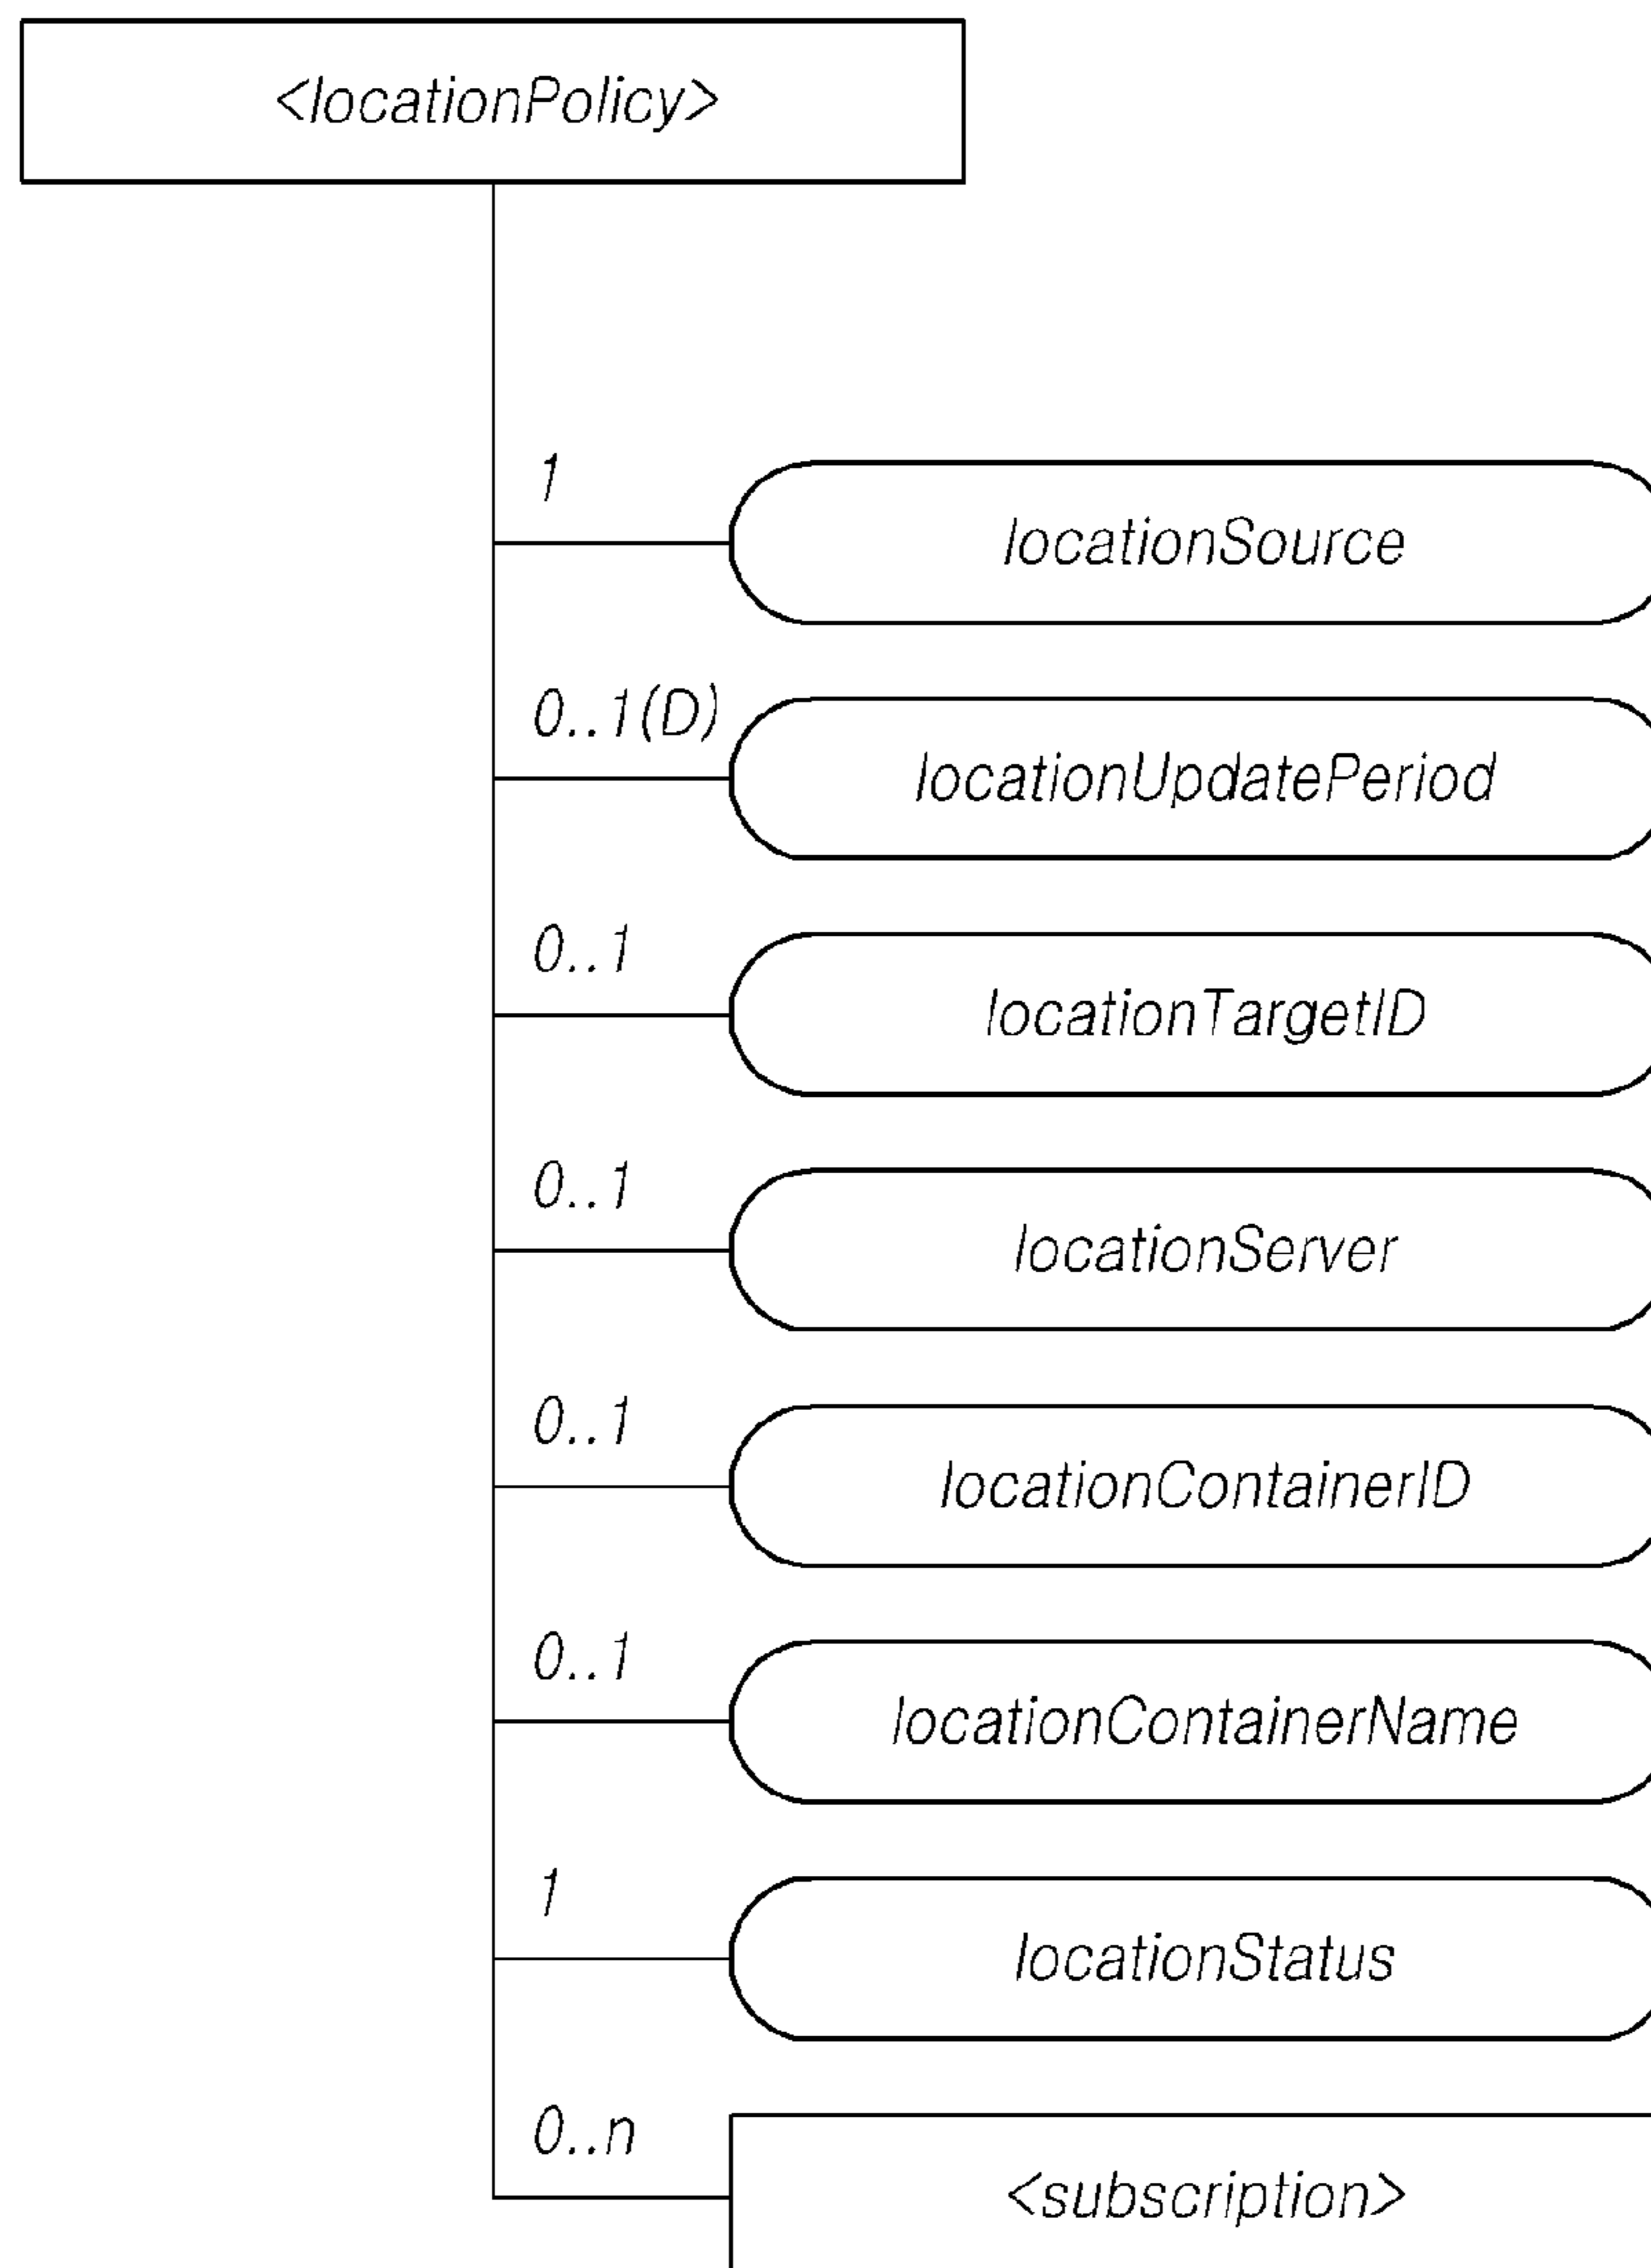 <locationPolicy>
1
locationSource
0..1(D)
locationUpdatePeriod
0..1
locationTargetID
0..1
locationServer
0..1
locationContainerID
0..1
locationContainerName
1
locationStatus
0..n
<subscription>